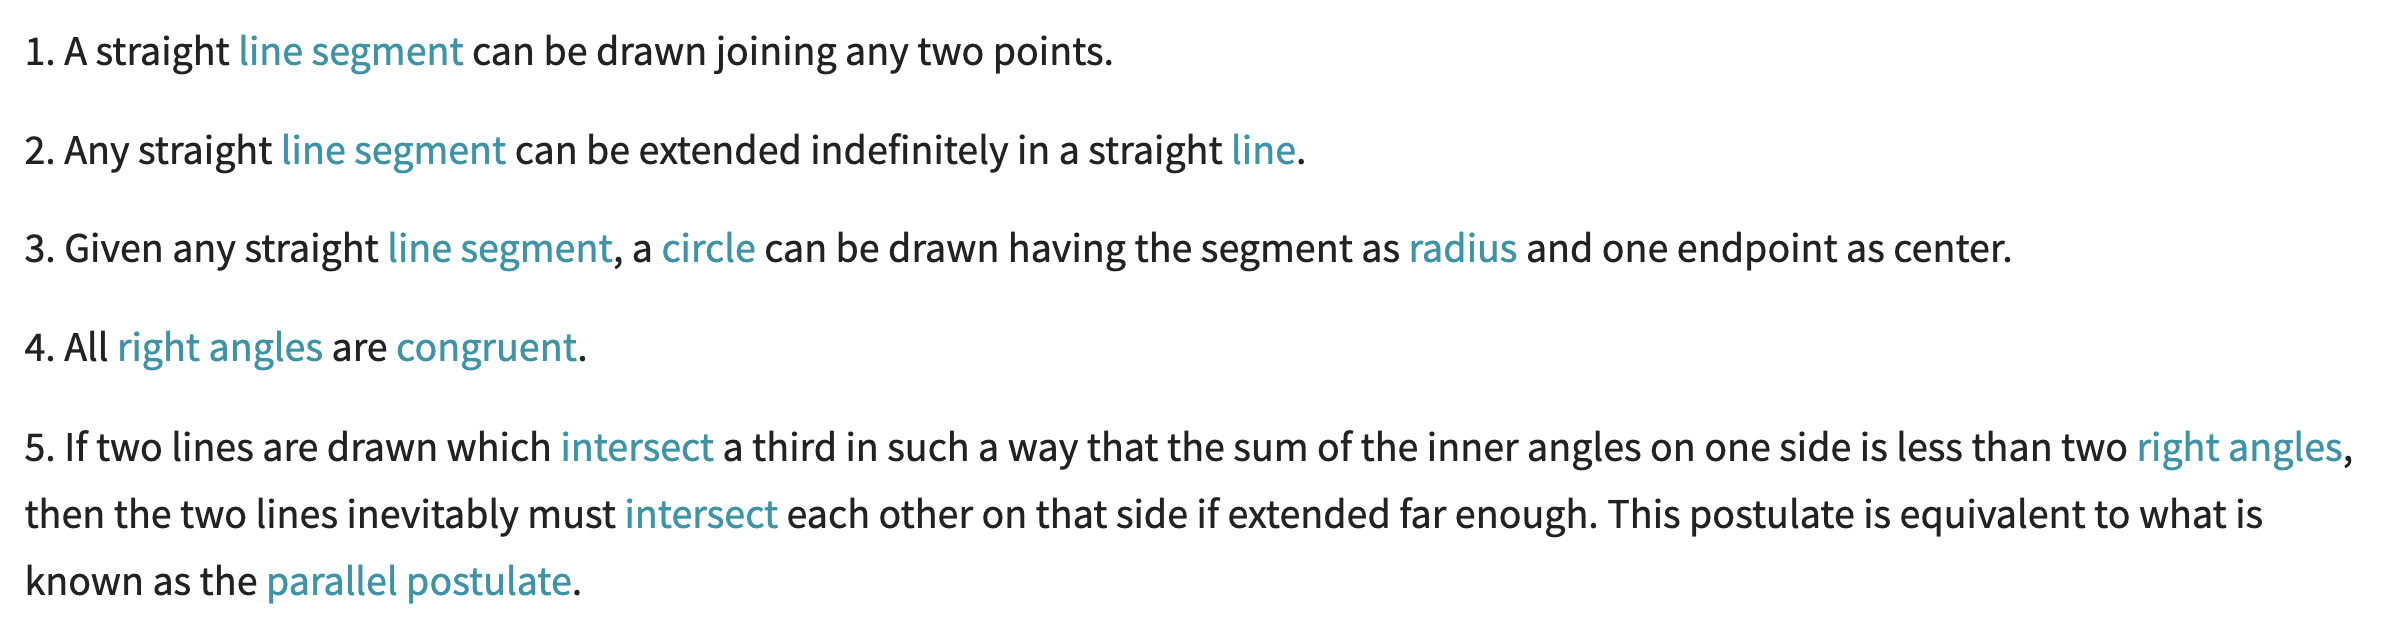 1. A straight line segment can be drawn joining any two points.
2. Any straight line segment can be extended indefinitely in a straight line.
3. Given any straight line segment, a circle can be drawn having the segment as radius and one endpoint as center.
4. All right angles are congruent.
5. If two lines are drawn which intersect a third in such a way that the sum of the inner angles on one side is less than two right angles,
then the two lines inevitably must intersect each other on that side if extended far enough. This postulate is equivalent to what is
known as the parallel postulate.